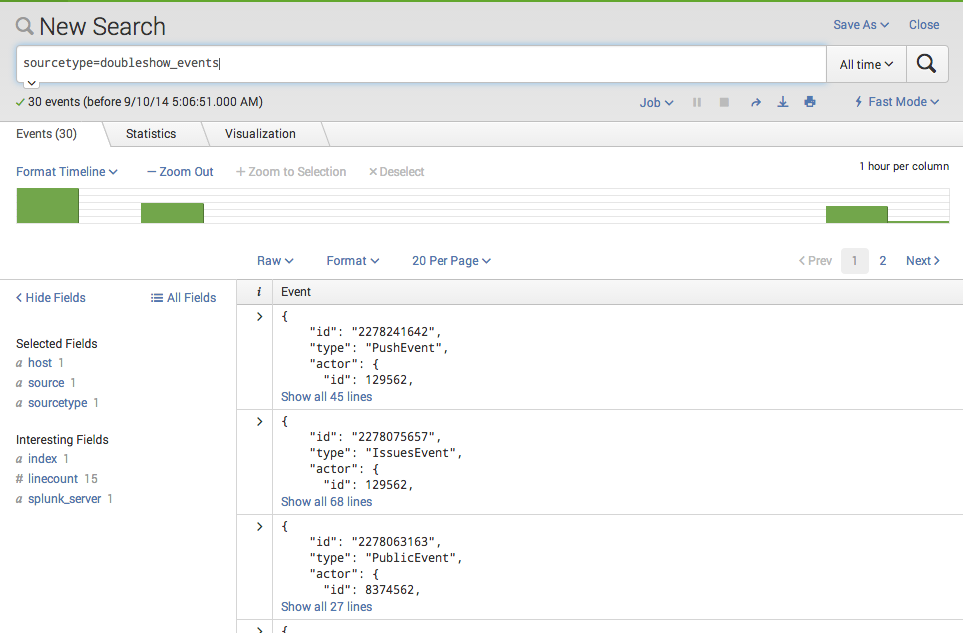 New Search
Save As Close
sourcetype=doubleshow_events
All time
30 events (before 9/10/14 5:06:51.000 AM)
Job Fast Mode
Events (30) Statistics Visualization
Format Timeline — Zoom Out + Zoom to Selection × Deselect 1 hour per column
Raw Format 20 Per Page < Prev 1 2 Next >
< Hide Fields All Fields
i Event
Selected Fields
a host 1
a source 1
a sourcetype 1
Interesting Fields
a index 1
# linecount 15
a splunk_server 1
> {
"id": "2278241642",
"type": "PushEvent",
"actor": {
"id": 129562,
Show all 45 lines
> {
"id": "2278075657",
"type": "IssuesEvent",
"actor": {
"id": 129562,
Show all 68 lines
> {
"id": "2278063163",
"type": "PublicEvent",
"actor": {
"id": 8374562,
Show all 27 lines
> {